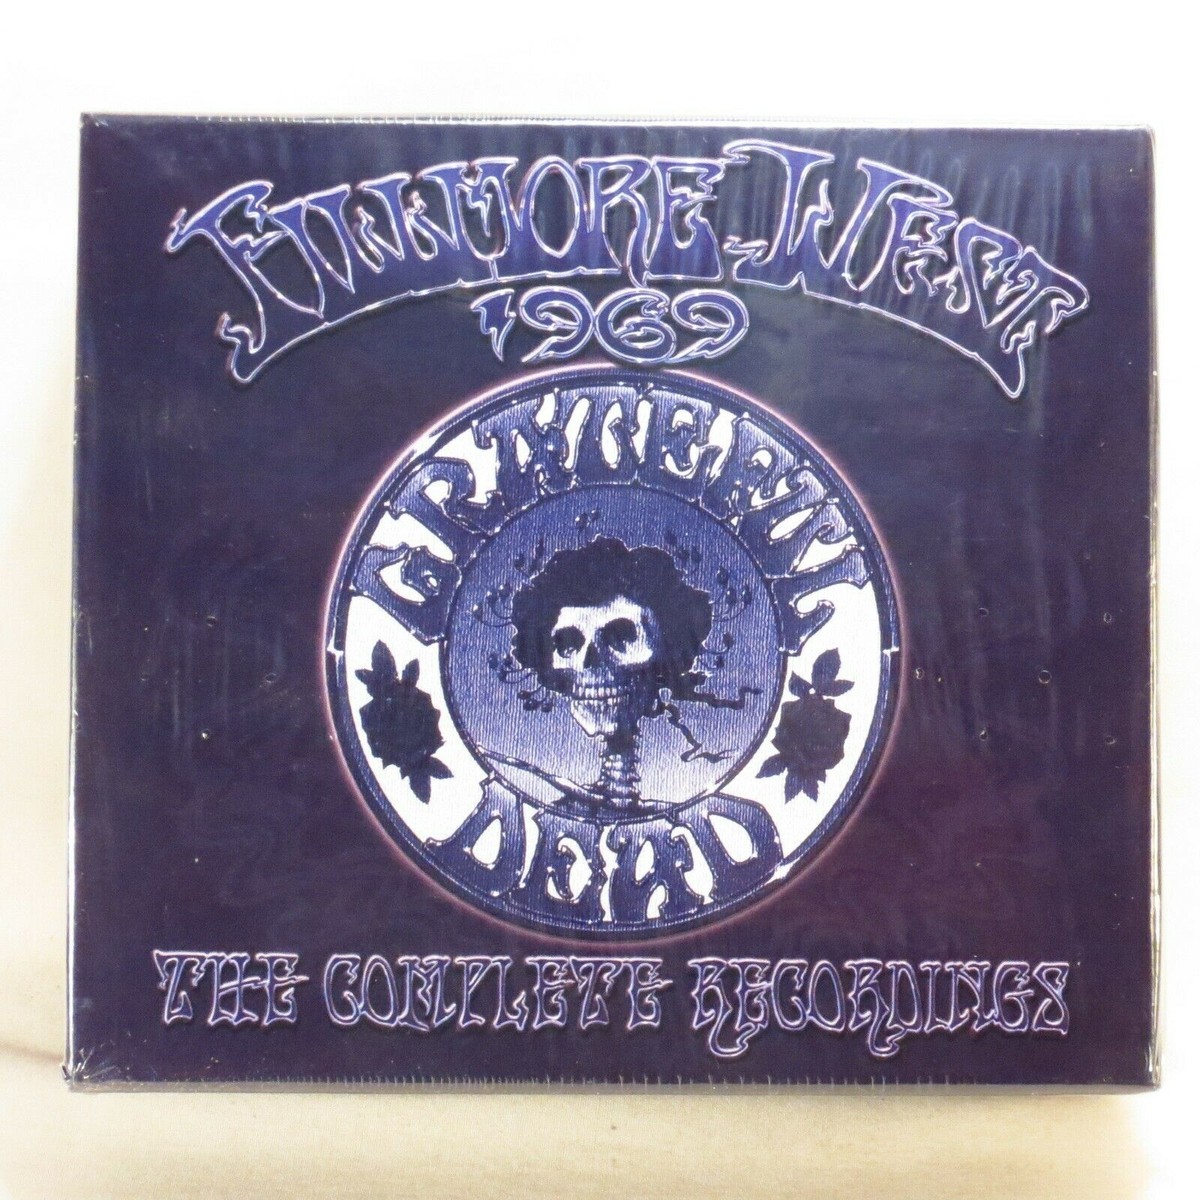 FILLMORE WEST
1969
GRATEFUL
DEAD
THE COMPLETE RECORDINGS